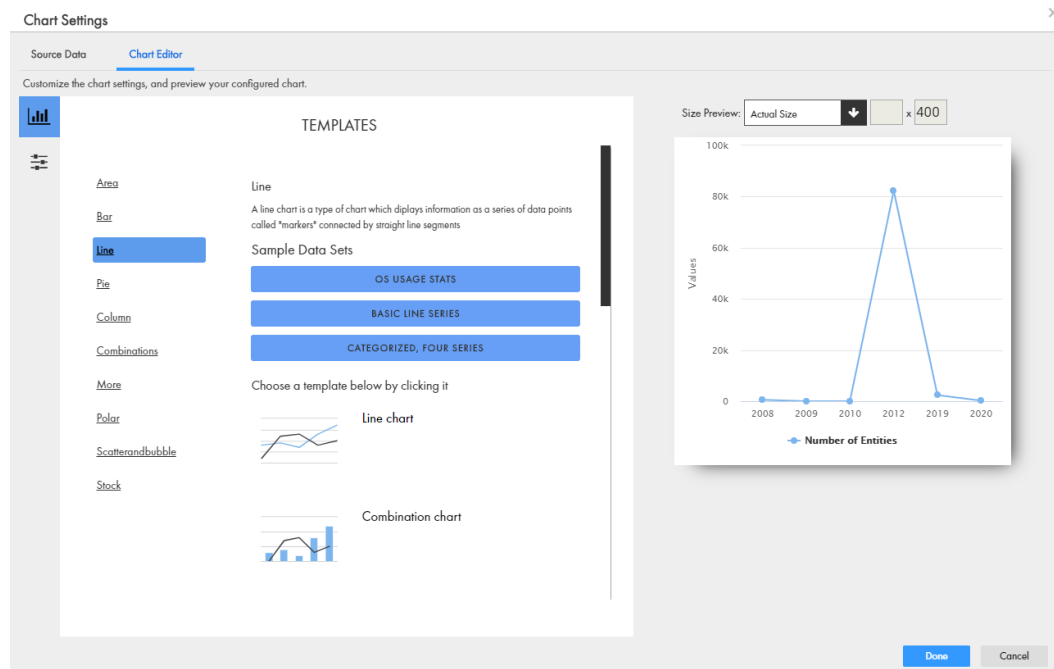 Chart Settings
×
Source Data
Chart Editor
Customize the chart settings, and preview your configured chart.
TEMPLATES
Area
Bar
Line
Pie
Column
Combinations
More
Polar
Scatterandbubble
Stock
Line
A line chart is a type of chart which diplays information as a series of data points
called "markers" connected by straight line segments
Sample Data Sets
OS USAGE STATS
BASIC LINE SERIES
CATEGORIZED, FOUR SERIES
Choose a template below by clicking it
Line chart
Combination chart
Size Preview: Actual Size x 400
100k
80k
60k
40k
20k
0
Values
2008 2009 2010 2012 2019 2020
Number of Entities
Done
Cancel